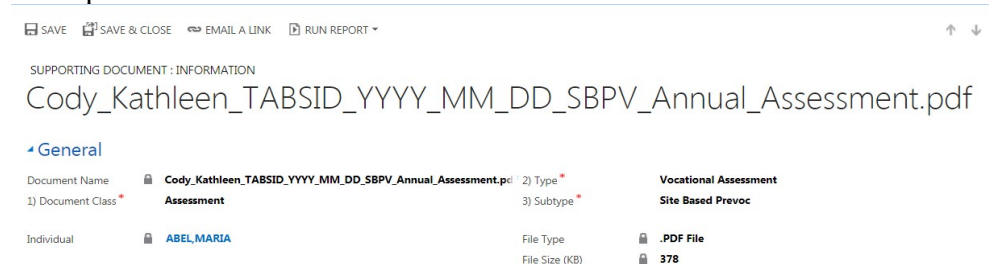 SAVE SAVE & CLOSE EMAIL A LINK RUN REPORT
SUPPORTING DOCUMENT : INFORMATION
Cody_Kathleen_TABSID_YYYY_MM_DD_SBPV_Annual_Assessment.pdf
General
Document Name Cody_Kathleen_TABSID_YYYY_MM_DD_SBPV_Annual_Assessment.pd 2) Type * Vocational Assessment
1) Document Class * Assessment 3) Subtype * Site Based Prevoc
Individual ABEL,MARIA File Type .PDF File
File Size (KB) 378